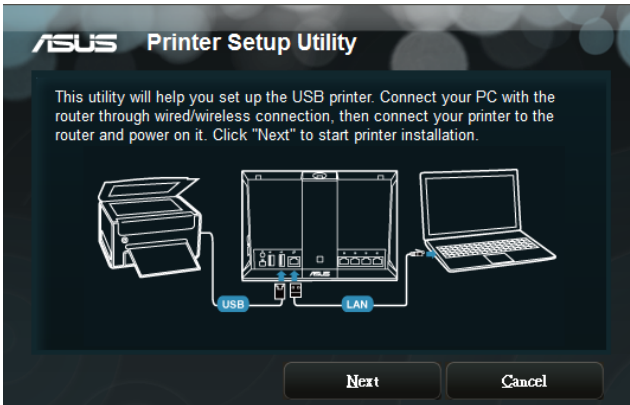 ASUS Printer Setup Utility
This utility will help you set up the USB printer. Connect your PC with the
router through wired/wireless connection, then connect your printer to the
router and power on it. Click "Next" to start printer installation.
ASUS
USB
LAN
Next
Cancel